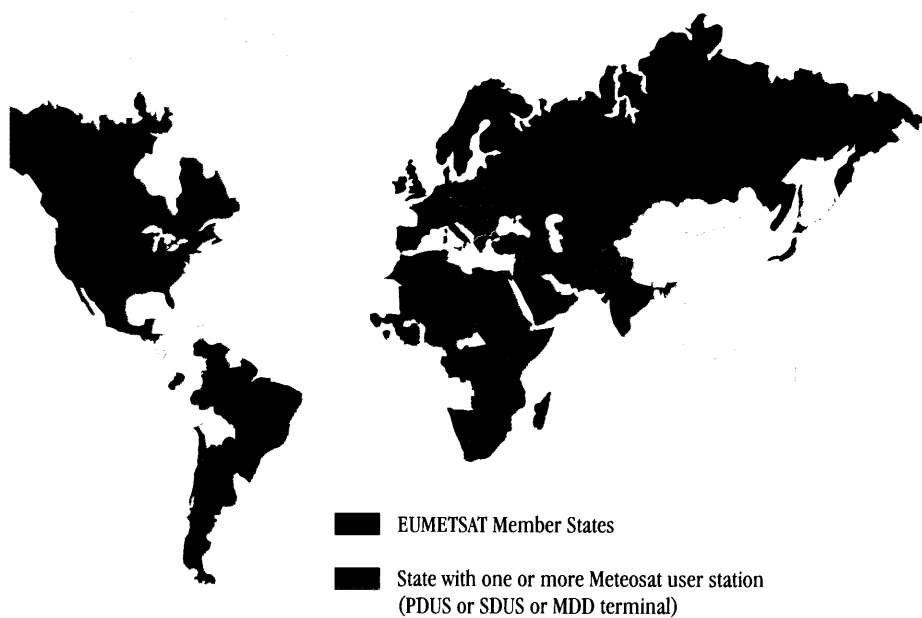 EUMETSAT Member States
State with one or more Meteosat user station
(PDUS or SDUS or MDD terminal)